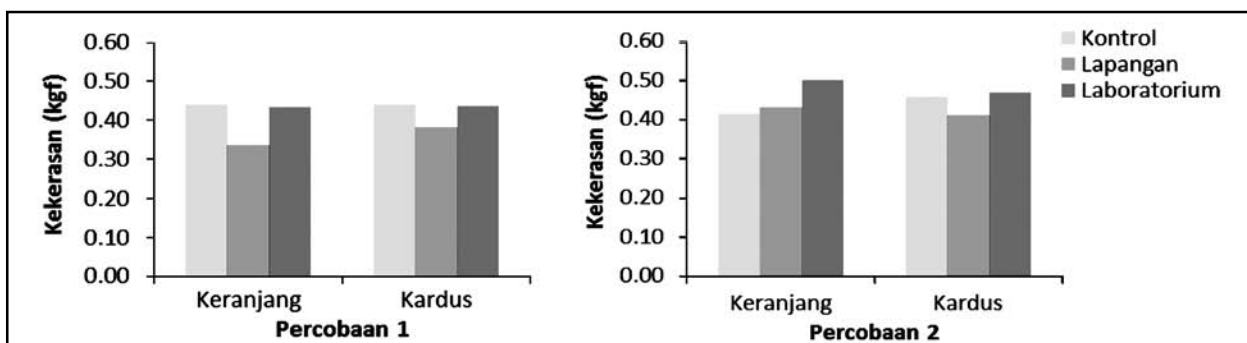 0.60
0.50
0.40
0.30
0.20
0.10
0.00
Kekerasan (kgf)
Keranjang Kardus
Percobaan 1
0.60
0.50
0.40
0.30
0.20
0.10
0.00
Kekerasan (kgf)
Keranjang Kardus
Percobaan 2
Kontrol
Lapangan
Laboratorium